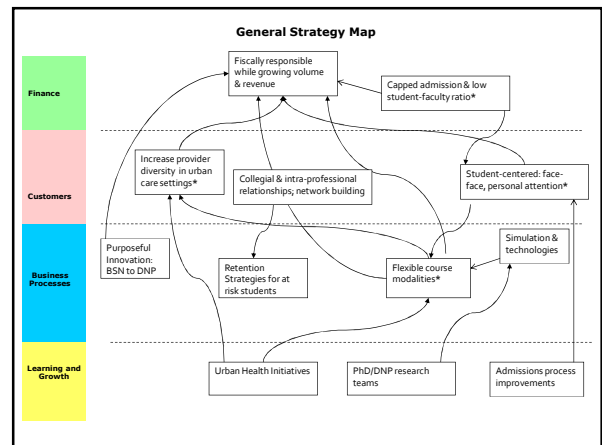 General Strategy Map
Finance
Fiscally responsible
while growing volume
& revenue
Capped admission & low
student-faculty ratio*
Customers
Increase provider
diversity in urban
care settings*
Collegial & intra-professional
relationships; network building
Student-centered: face-
face, personal attention*
Business
Processes
Purposeful
Innovation:
BSN to DNP
Retention
Strategies for at
risk students
Flexible course
modalities*
Simulation &
technologies
Learning and
Growth
Urban Health Initiatives
PhD/DNP research
teams
Admissions process
improvements